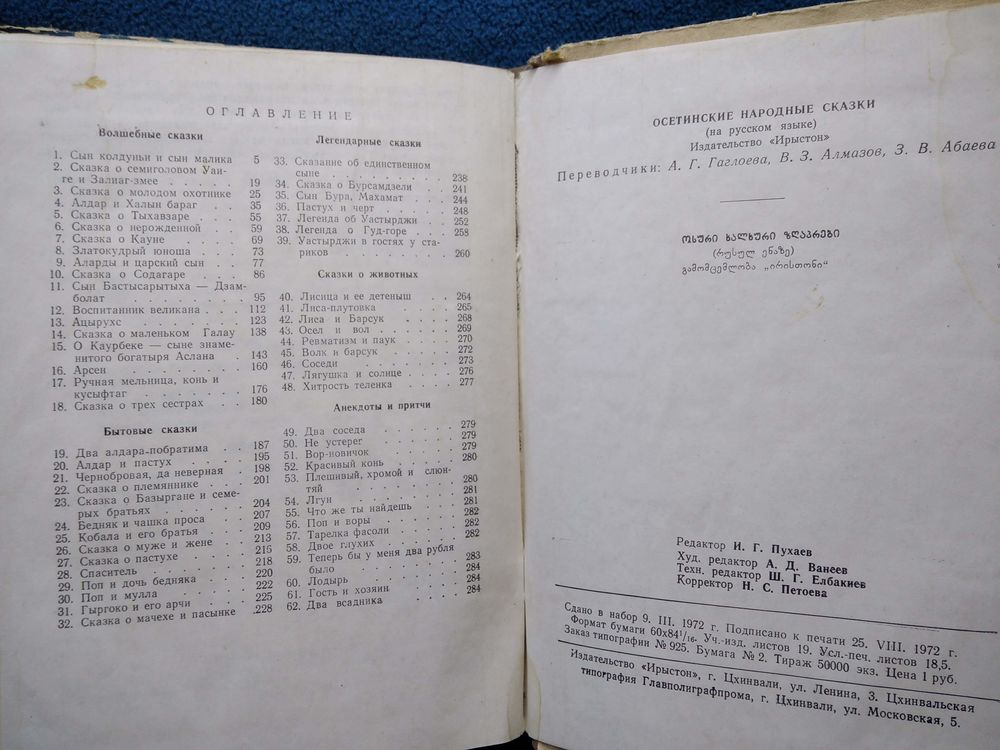 ОГЛАВЛЕНИЕ
Волшебные сказки
1. Сын колдуньи и сын малика 5
2. Сказка о семиголовом Уаиге и Залиаг-змее . . . . . 19
3. Сказка о молодом охотнике 25
4. Алдар и Халын бараг . . 35
5. Сказка о Тыхаваре . . . 55
6. Сказка о нерожденной . . 59
7. Сказка о Кауне . . . . 69
8. Златокудрый юноша . . . 73
9. Аларды и царский сын . . 77
10. Сказка о Содагаре . . . 86
11. Сын Бастысарытыха — Дзамболат . . . . . . . . 95
12. Воспитанник великана . . . 112
13. Ацырухс . . . . . . . 123
14. Сказка о маленьком Галау 138
15. О Каурбеке — сыне знаменитого богатыря Аслана . 143
16. Арсен . . . . . . . . 160
17. Ручная мельница, конь и кусыфтаг . . . . . . . 176
18. Сказка о трех сестрах . . 180
Бытовые сказки
19. Два алдара-побратима . . 187
20. Алдар и пастух . . . . 195
21. Чернобровая, да неверная . 198
22. Сказка о племяннике . . 201
23. Сказка о Базыргане и семерых братьях . . . . . 204
24. Бедняк и чашка проса . . 207
25. Кобала и его братья . . . 209
26. Сказка о муже и жене . . 213
27. Сказка о пастухе . . . . 216
28. Спаситель . . . . . . 218
29. Поп и дочь бедняка . . . 220
30. Поп и мулла . . . . . 222
31. Гыргоко и его арчи . . . 225
32. Сказка о мачехе и пасынке . 228
Легендарные сказки
33. Сказание об единственном сыне . . . . . . . . 238
34. Сказка о Бурсамдзели . . 241
35. Сын Бура, Махамат . . . 244
36. Пастух и черт . . . . . 248
37. Легенда об Уастырджи . . 252
38. Легенда о Гуд-горе . . . 258
39. Уастырджи в гостях у стариков . . . . . . . . 260
Сказки о животных
40. Лисица и ее детеныш . . 264
41. Лиса-плутовка . . . . . 265
42. Лиса и Барсук . . . . . 268
43. Осел и вол . . . . . . 269
44. Ревматизм и паук . . . . 270
45. Волк и барсук . . . . . 272
46. Соседи . . . . . . . . 273
47. Лягушка и солнце . . . . 276
48. Хитрость теленка . . . . 277
Анекдоты и притчи
49. Два соседа . . . . . . 279
50. Не устерег . . . . . . 279
51. Вор-новичок . . . . . . 279
52. Красивый конь . . . . . 280
53. Плешивый, хромой и слюнтяй . . . . . . . . 280
54. Лгун . . . . . . . . 281
55. Что же ты найдешь . . . 281
56. Поп и воры . . . . . . 282
57. Тарелка фасоли . . . . 282
58. Двое глухих . . . . . . 282
59. Теперь бы у меня два рубля было . . . . . . . . 283
60. Лодырь . . . . . . . 284
61. Гость и хозяин . . . . . 284
62. Два всадника . . . . . 284
ОСЕТИНСКИЕ НАРОДНЫЕ СКАЗКИ
(на русском языке)
Издательство «Ирыстон»
Переводчики: А. Г. Гаглоева, В. З. Алмазов, З. В. Абаева
ოსური ხალხური ზღაპრები
(რუსულ ენაზე)
გამომცემლობა „ირისთონი"
Редактор И. Г. Пухаев
Худ. редактор А. Д. Ванеев
Техн. редактор Ш. Г. Елбакиев
Корректор Н. С. Петоева
Сдано в набор 9. III. 1972 г. Подписано к печати 25. VIII. 1972 г.
Формат бумаги 60х84¹/₁₆. Уч.-изд. листов 19. Усл.-печ. листов 18,5.
Заказ типографии № 925. Бумага № 2. Тираж 50000 экз. Цена 1 руб.
Издательство «Ирыстон», г. Цхинвали, ул. Ленина, 3. Цхинвальская
типография Главполиграфпрома, г. Цхинвали, ул. Московская, 5.